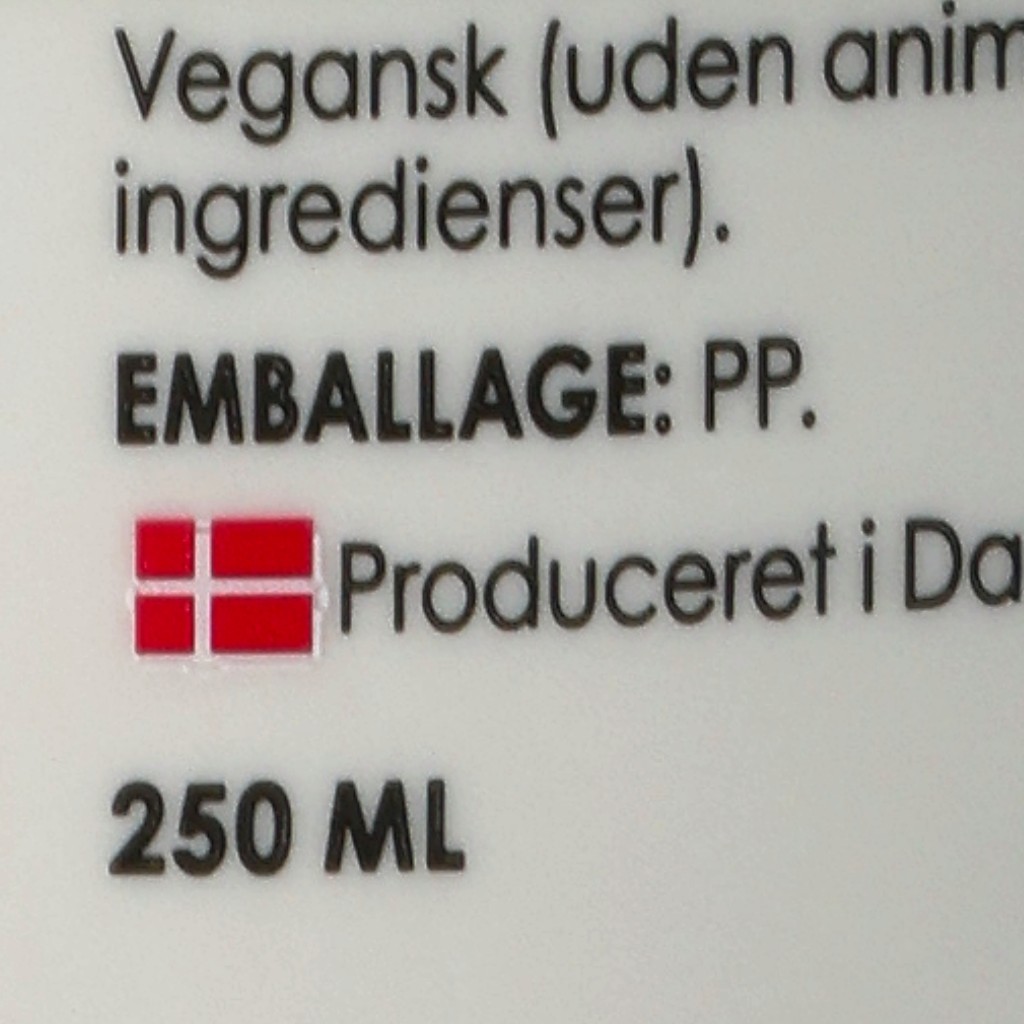 Vegansk (uden
ingredienser).
EMBALLAGE: PP.
Produceret i
250 ML